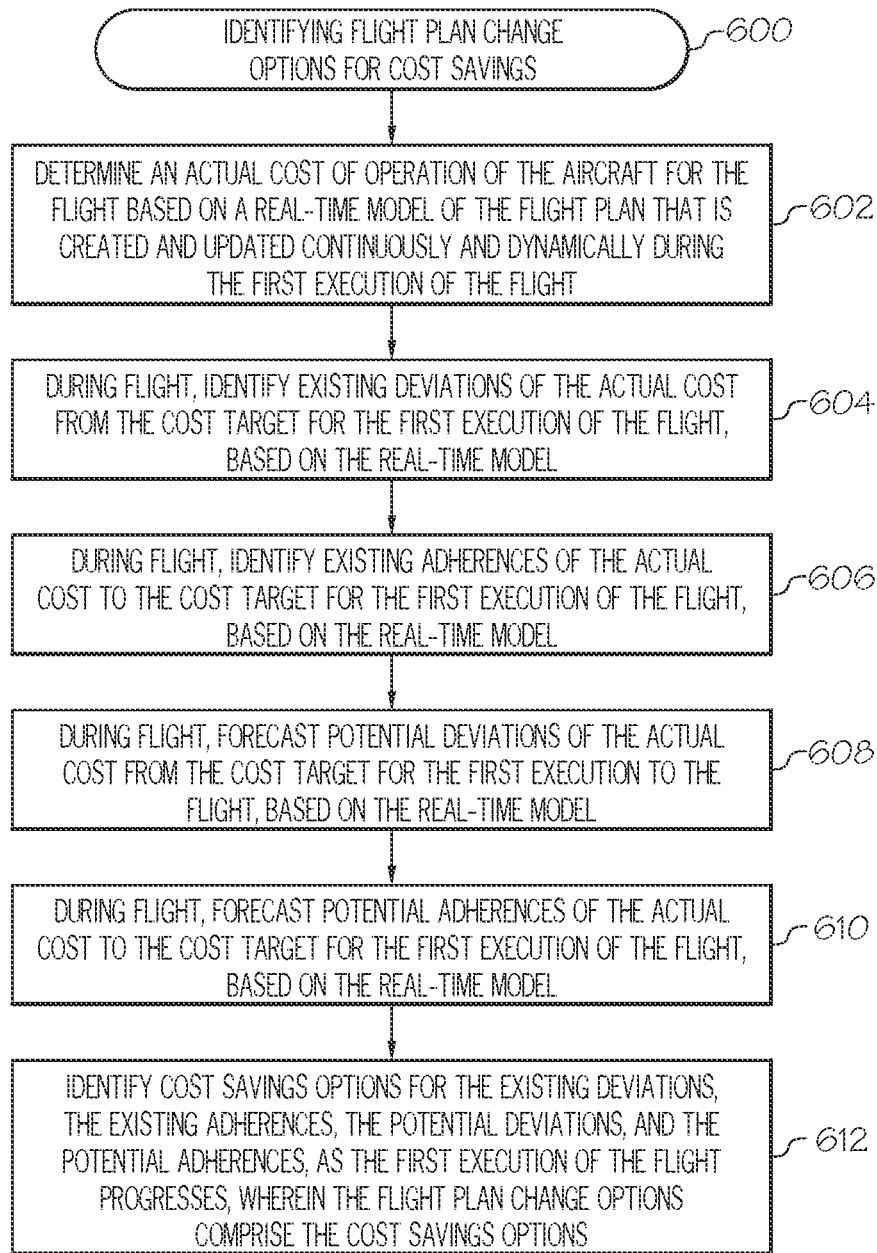 IDENTIFYING FLIGHT PLAN CHANGE
OPTIONS FOR COST SAVINGS
600
DETERMINE AN ACTUAL COST OF OPERATION OF THE AIRCRAFT FOR THE
FLIGHT BASED ON A REAL-TIME MODEL OF THE FLIGHT PLAN THAT IS
CREATED AND UPDATED CONTINUOUSLY AND DYNAMICALLY DURING
THE FIRST EXECUTION OF THE FLIGHT
602
DURING FLIGHT, IDENTIFY EXISTING DEVIATIONS OF THE ACTUAL COST
FROM THE COST TARGET FOR THE FIRST EXECUTION OF THE FLIGHT,
BASED ON THE REAL-TIME MODEL
604
DURING FLIGHT, IDENTIFY EXISTING ADHERENCES OF THE ACTUAL
COST TO THE COST TARGET FOR THE FIRST EXECUTION OF THE FLIGHT,
BASED ON THE REAL-TIME MODEL
606
DURING FLIGHT, FORECAST POTENTIAL DEVIATIONS OF THE ACTUAL
COST FROM THE COST TARGET FOR THE FIRST EXECUTION TO THE
FLIGHT, BASED ON THE REAL-TIME MODEL
608
DURING FLIGHT, FORECAST POTENTIAL ADHERENCES OF THE ACTUAL
COST TO THE COST TARGET FOR THE FIRST EXECUTION OF THE FLIGHT,
BASED ON THE REAL-TIME MODEL
610
IDENTIFY COST SAVINGS OPTIONS FOR THE EXISTING DEVIATIONS,
THE EXISTING ADHERENCES, THE POTENTIAL DEVIATIONS, AND THE
POTENTIAL ADHERENCES, AS THE FIRST EXECUTION OF THE FLIGHT
PROGRESSES, WHEREIN THE FLIGHT PLAN CHANGE OPTIONS
COMPRISE THE COST SAVINGS OPTIONS
612